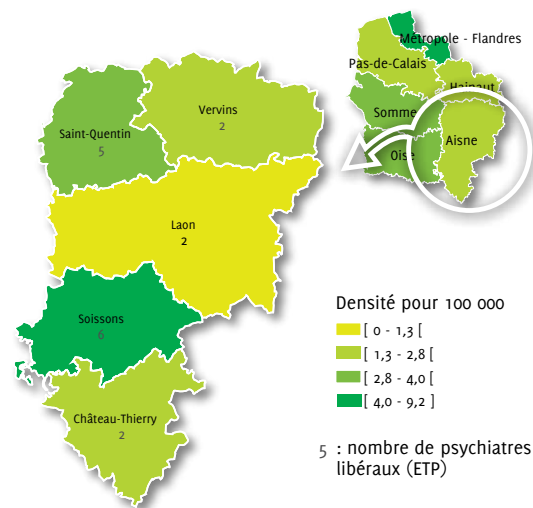 Métropole - Flandres
Pas-de-Calais
Hainaut
Somme
Aisne
Oise
Vervins
2
Saint-Quentin
5
Laon
2
Soissons
6
Château-Thierry
2
Densité pour 100 000
[ 0 - 1,3 [
[ 1,3 - 2,8 [
[ 2,8 - 4,0 [
[ 4,0 - 9,2 ]
5 : nombre de psychiatres
libéraux (ETP)